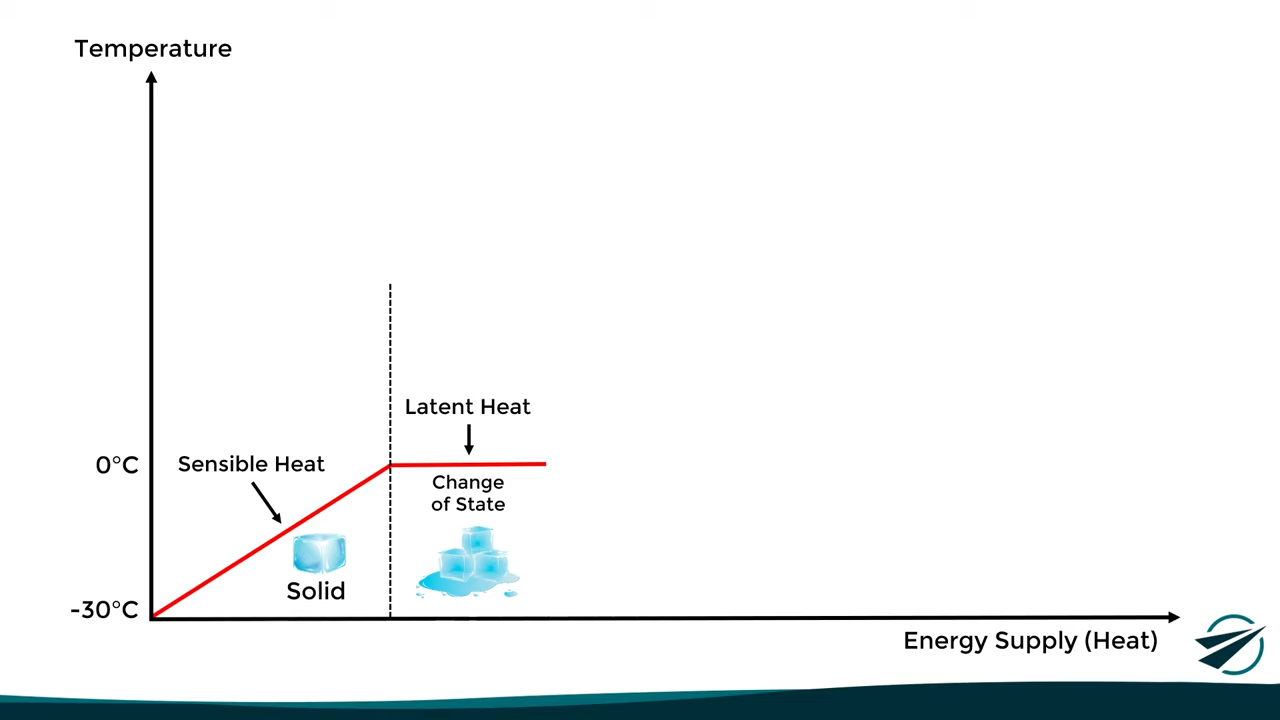 Temperature
Latent Heat
0°C
Sensible Heat
Change
of State
Solid
-30°C
Energy Supply (Heat)